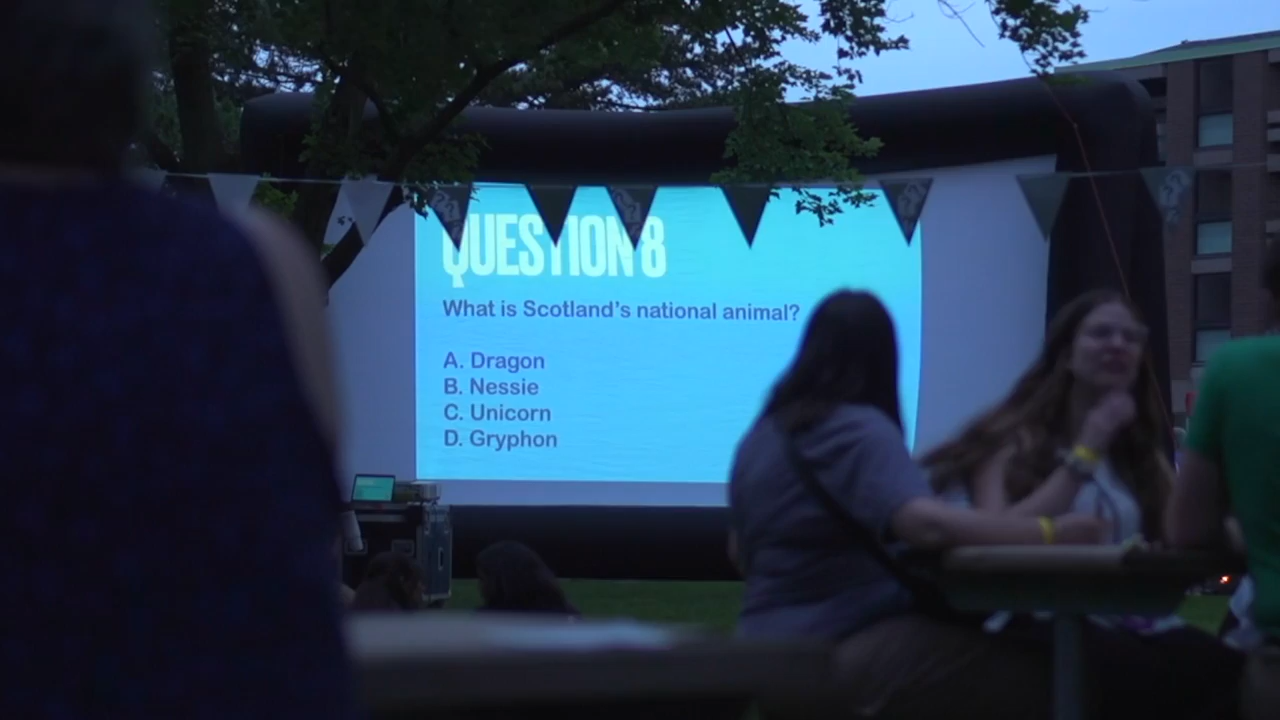 QUESTION 8
What is Scotland's national animal?
A. Dragon
B. Nessie
C. Unicorn
D. Gryphon